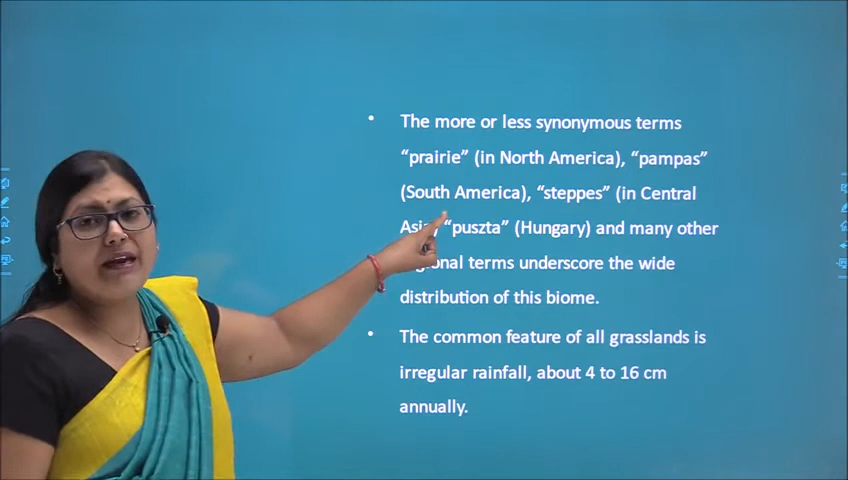 • The more or less synonymous terms
“prairie” (in North America), “pampas”
(South America), “steppes” (in Central
“puszta” (Hungary) and many other
terms underscore the wide
distribution of this biome.
• The common feature of all grasslands is
irregular rainfall, about 4 to 16 cm
annually.